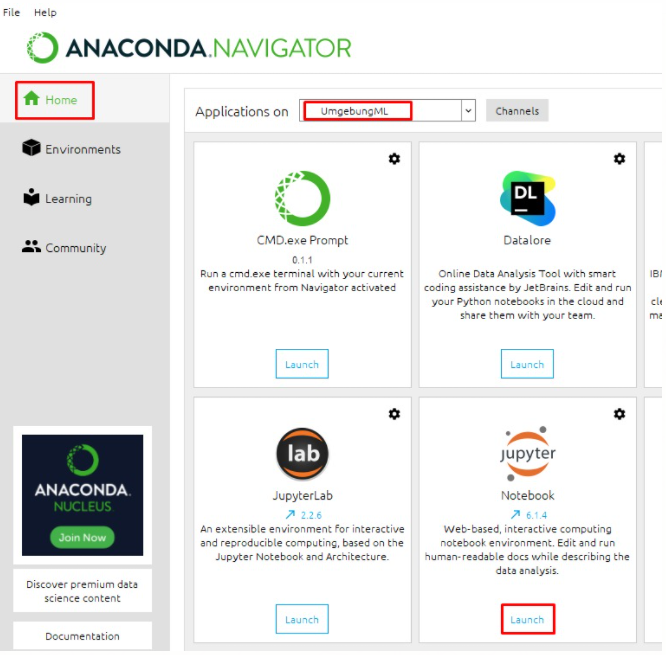 File Help
ANACONDA.NAVIGATOR
Home
Environments
Learning
Community
Applications on UmgebungML Channels
CMD.exe Prompt
0.1.1
Run a cmd.exe terminal with your current
environment from Navigator activated
Launch
DL
Datalore
Online Data Analysis Tool with smart
coding assistance by JetBrains. Edit and run
your Python notebooks in the cloud and
share them with your team.
Launch
lab
JupyterLab
2.2.6
An extensible environment for interactive
and reproducible computing, based on the
Jupyter Notebook and Architecture.
Launch
jupyter
Notebook
6.1.4
Web-based, interactive computing
notebook environment. Edit and run
human-readable docs while describing the
data analysis.
Launch
ANACONDA.
NUCLEUS
Join Now
Discover premium data
science content
Documentation